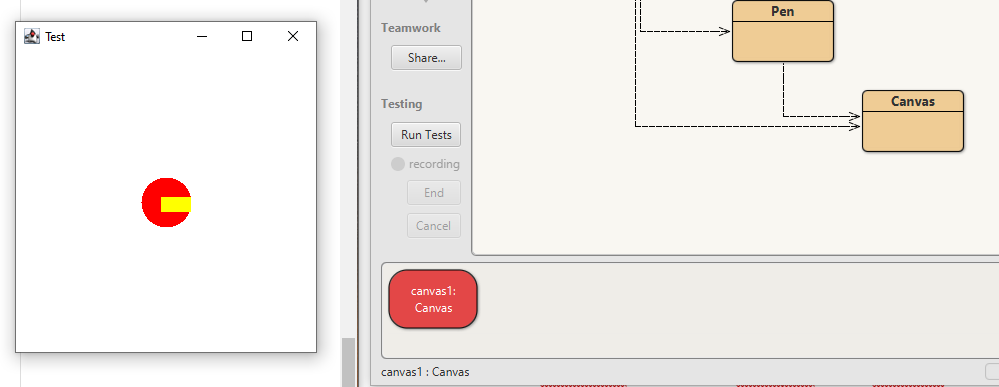 Test
Teamwork
Share...
Testing
Run Tests
recording
End
Cancel
Pen
Canvas
canvas1:
Canvas
canvas1 : Canvas